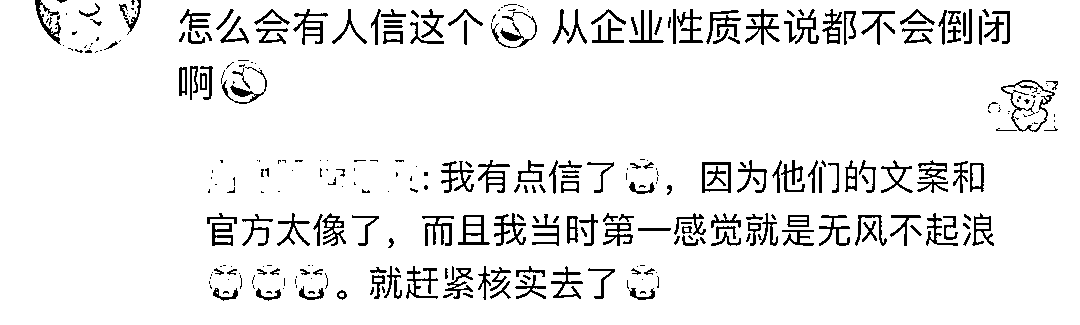 怎么会有人信这个 从企业性质来说都不会倒闭
啊
: 我有点信了，因为他们的文案和
官方太像了，而且我当时第一感觉就是无风不起浪
。就赶紧核实去了